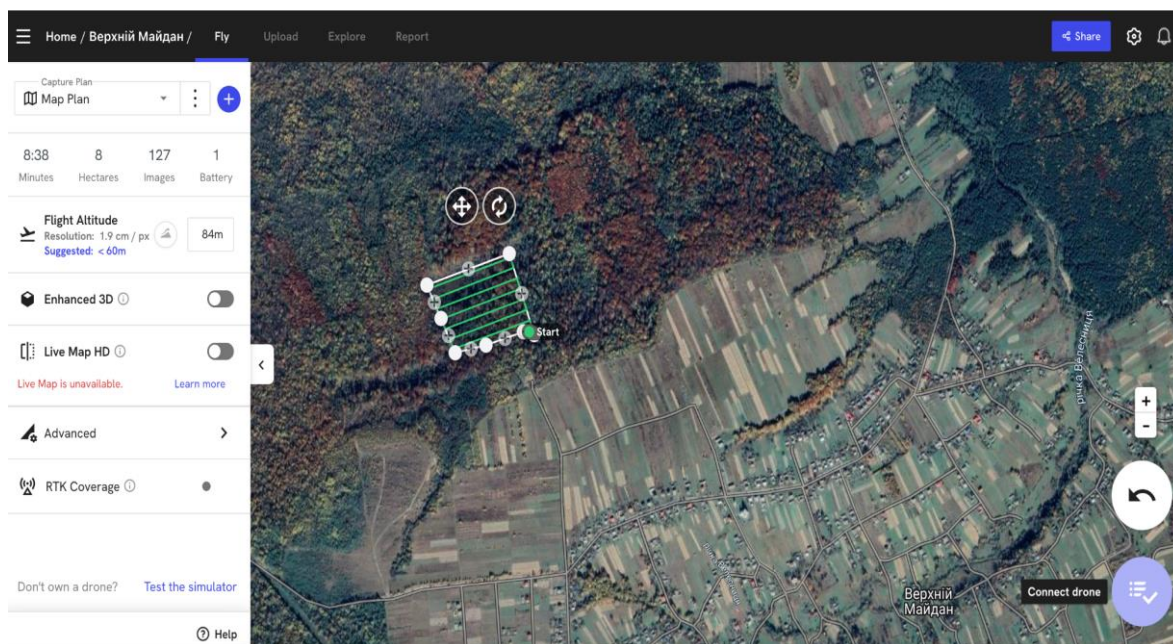 Home / Верхній Майдан / Fly Upload Explore Report
Share
Capture Plan
Map Plan
8:38 8 127 1
Minutes Hectares Images Battery
Flight Altitude
Resolution: 1.9 cm / px
84m
Suggested: < 60m
Enhanced 3D
Live Map HD
Live Map is unavailable. Learn more
Advanced
RTK Coverage
Don't own a drone? Test the simulator
Help
Start
річка Велесниця
Верхній
Майдан
Connect drone